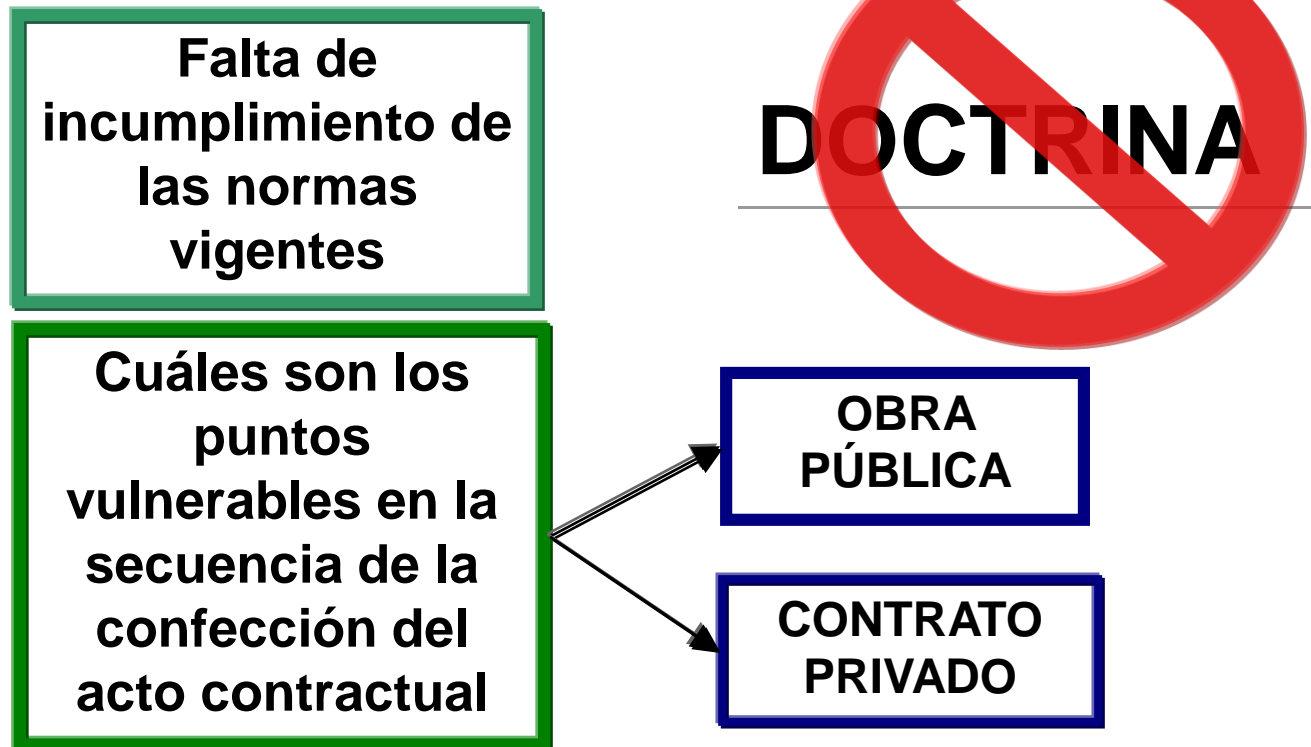 Falta de
incumplimiento de
las normas
vigentes
DOCTRINA
Cuáles son los
puntos
vulnerables en la
secuencia de la
confección del
acto contractual
OBRA
PÚBLICA
CONTRATO
PRIVADO